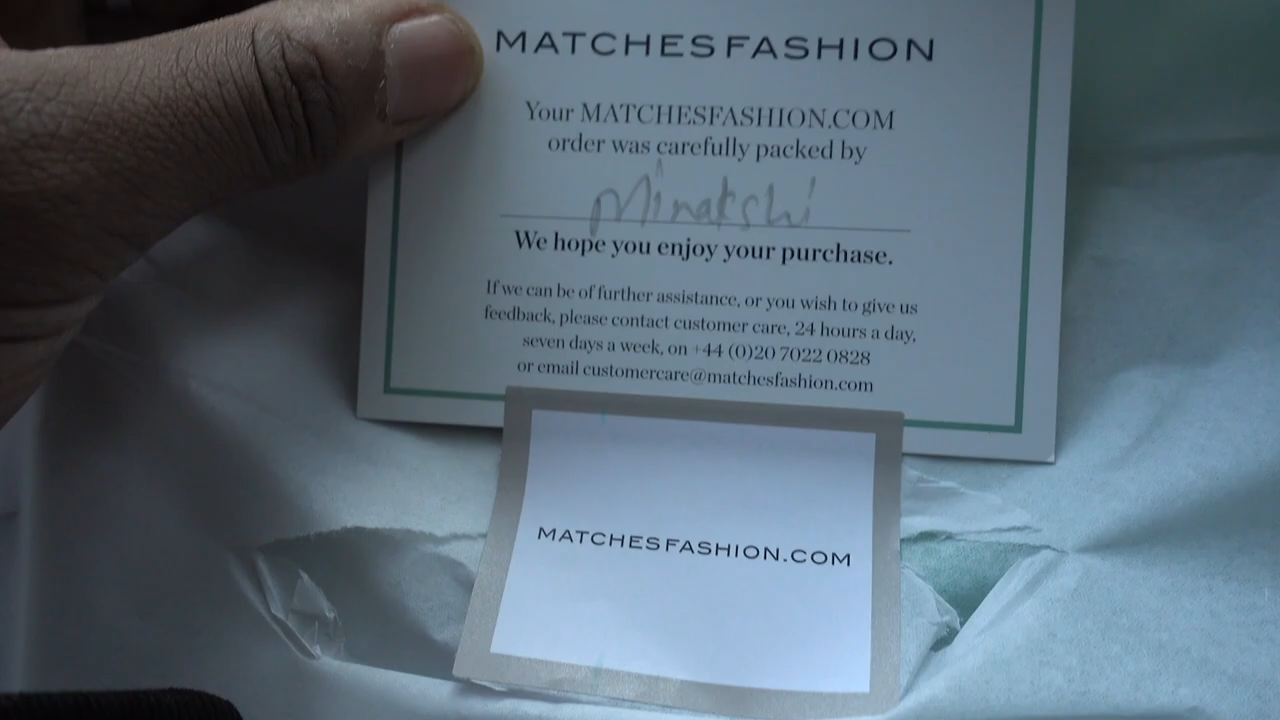 MATCHESFASHION
Your MATCHESFASHION.COM
order was carefully packed by
Minakshi
We hope you enjoy your purchase.
If we can be of further assistance, or you wish to give us
feedback, please contact customer care, 24 hours a day,
seven days a week, on +44 (0)20 7022 0828
or email customercare@matchesfashion.com
MATCHESFASHION.COM